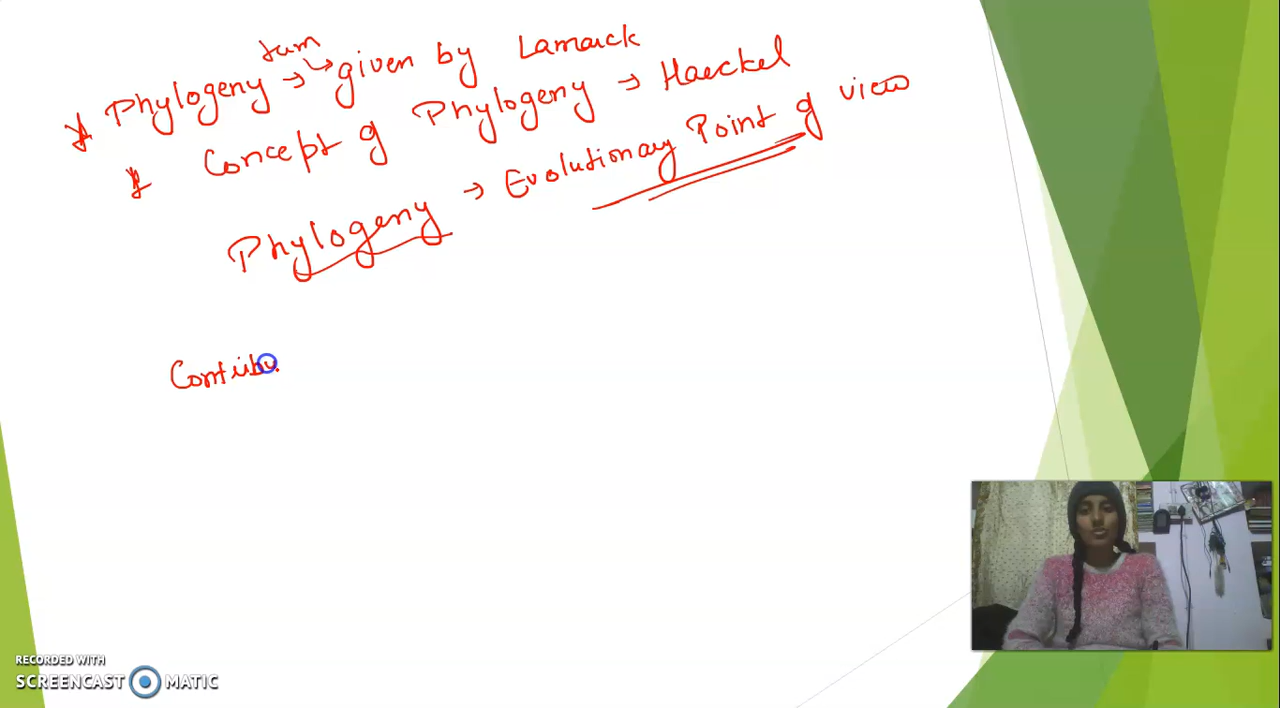 term
Phylogeny → given by Lamarck
Concept of Phylogeny → Haeckel
Phylogeny → Evolutionary Point of view
Contribu
RECORDED WITH
SCREENCAST MATIC